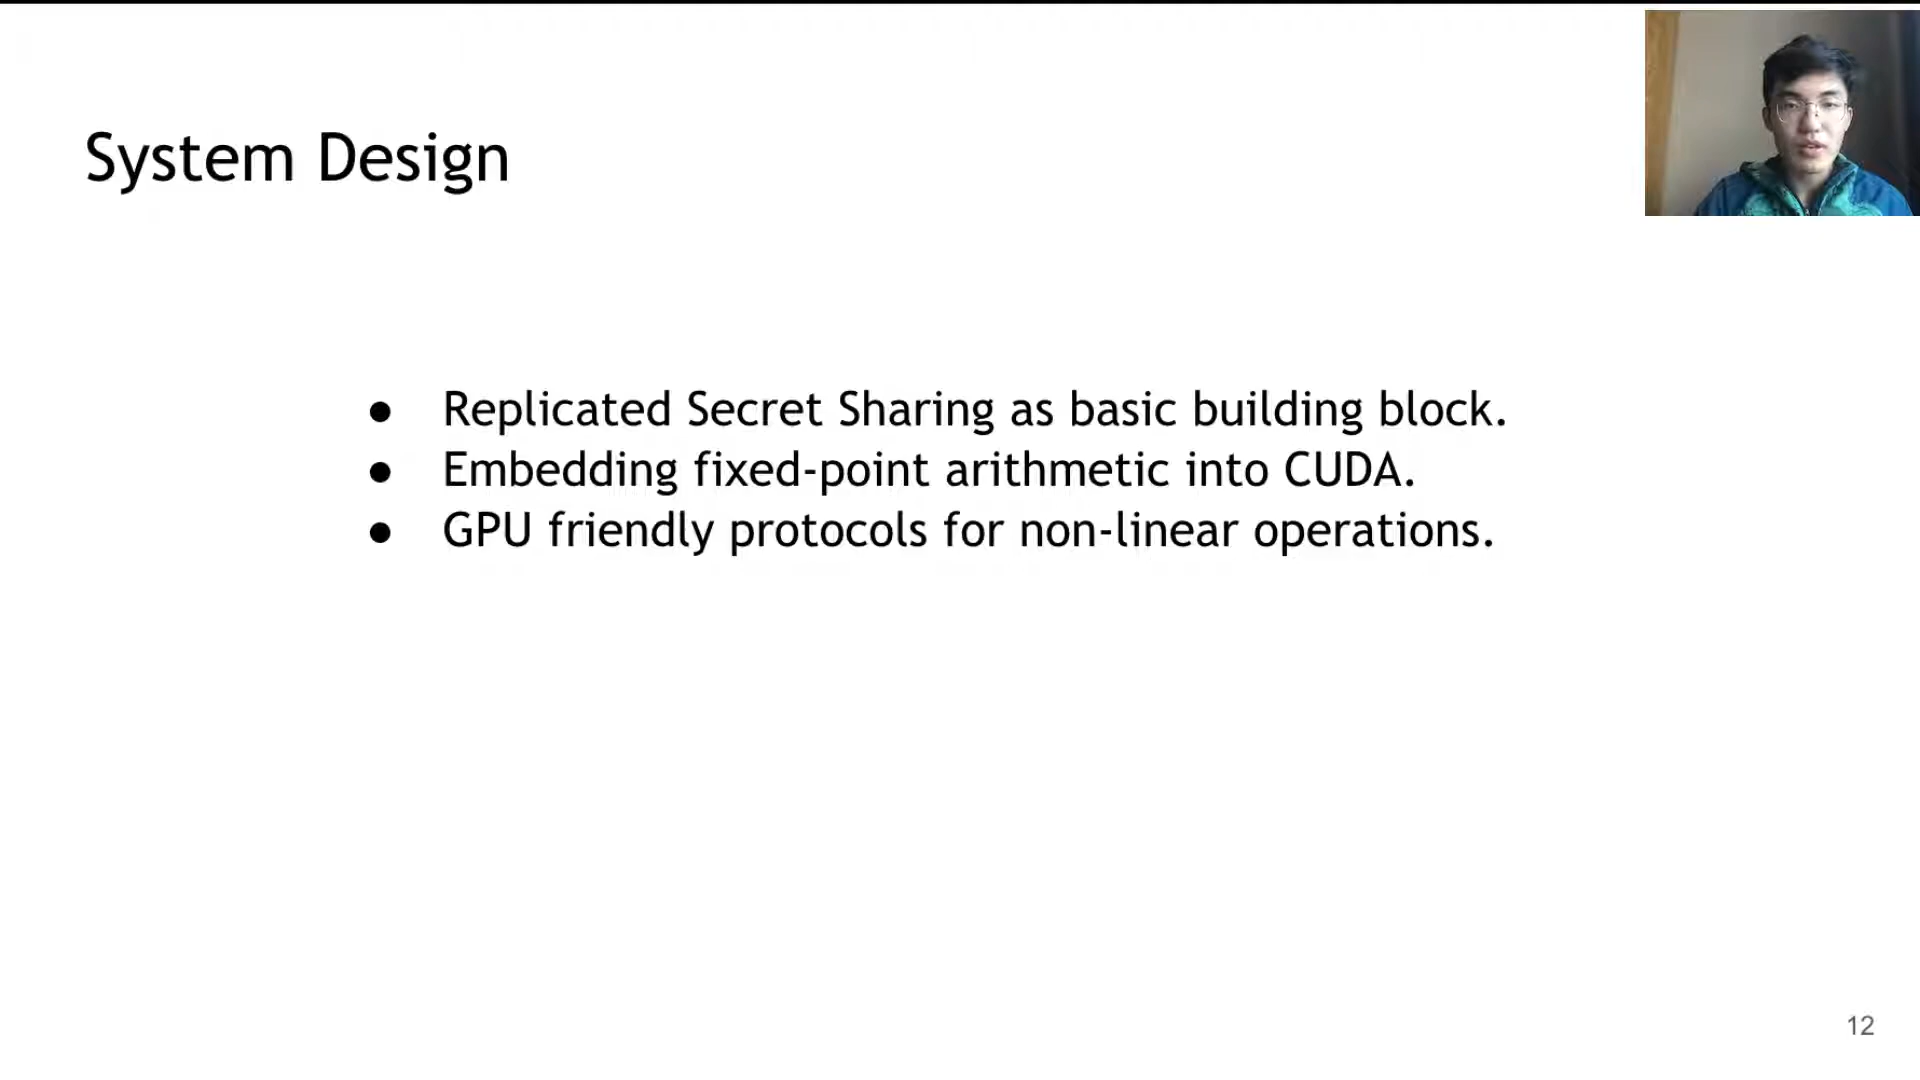 System Design
● Replicated Secret Sharing as basic building block.
● Embedding fixed-point arithmetic into CUDA.
● GPU friendly protocols for non-linear operations.
12